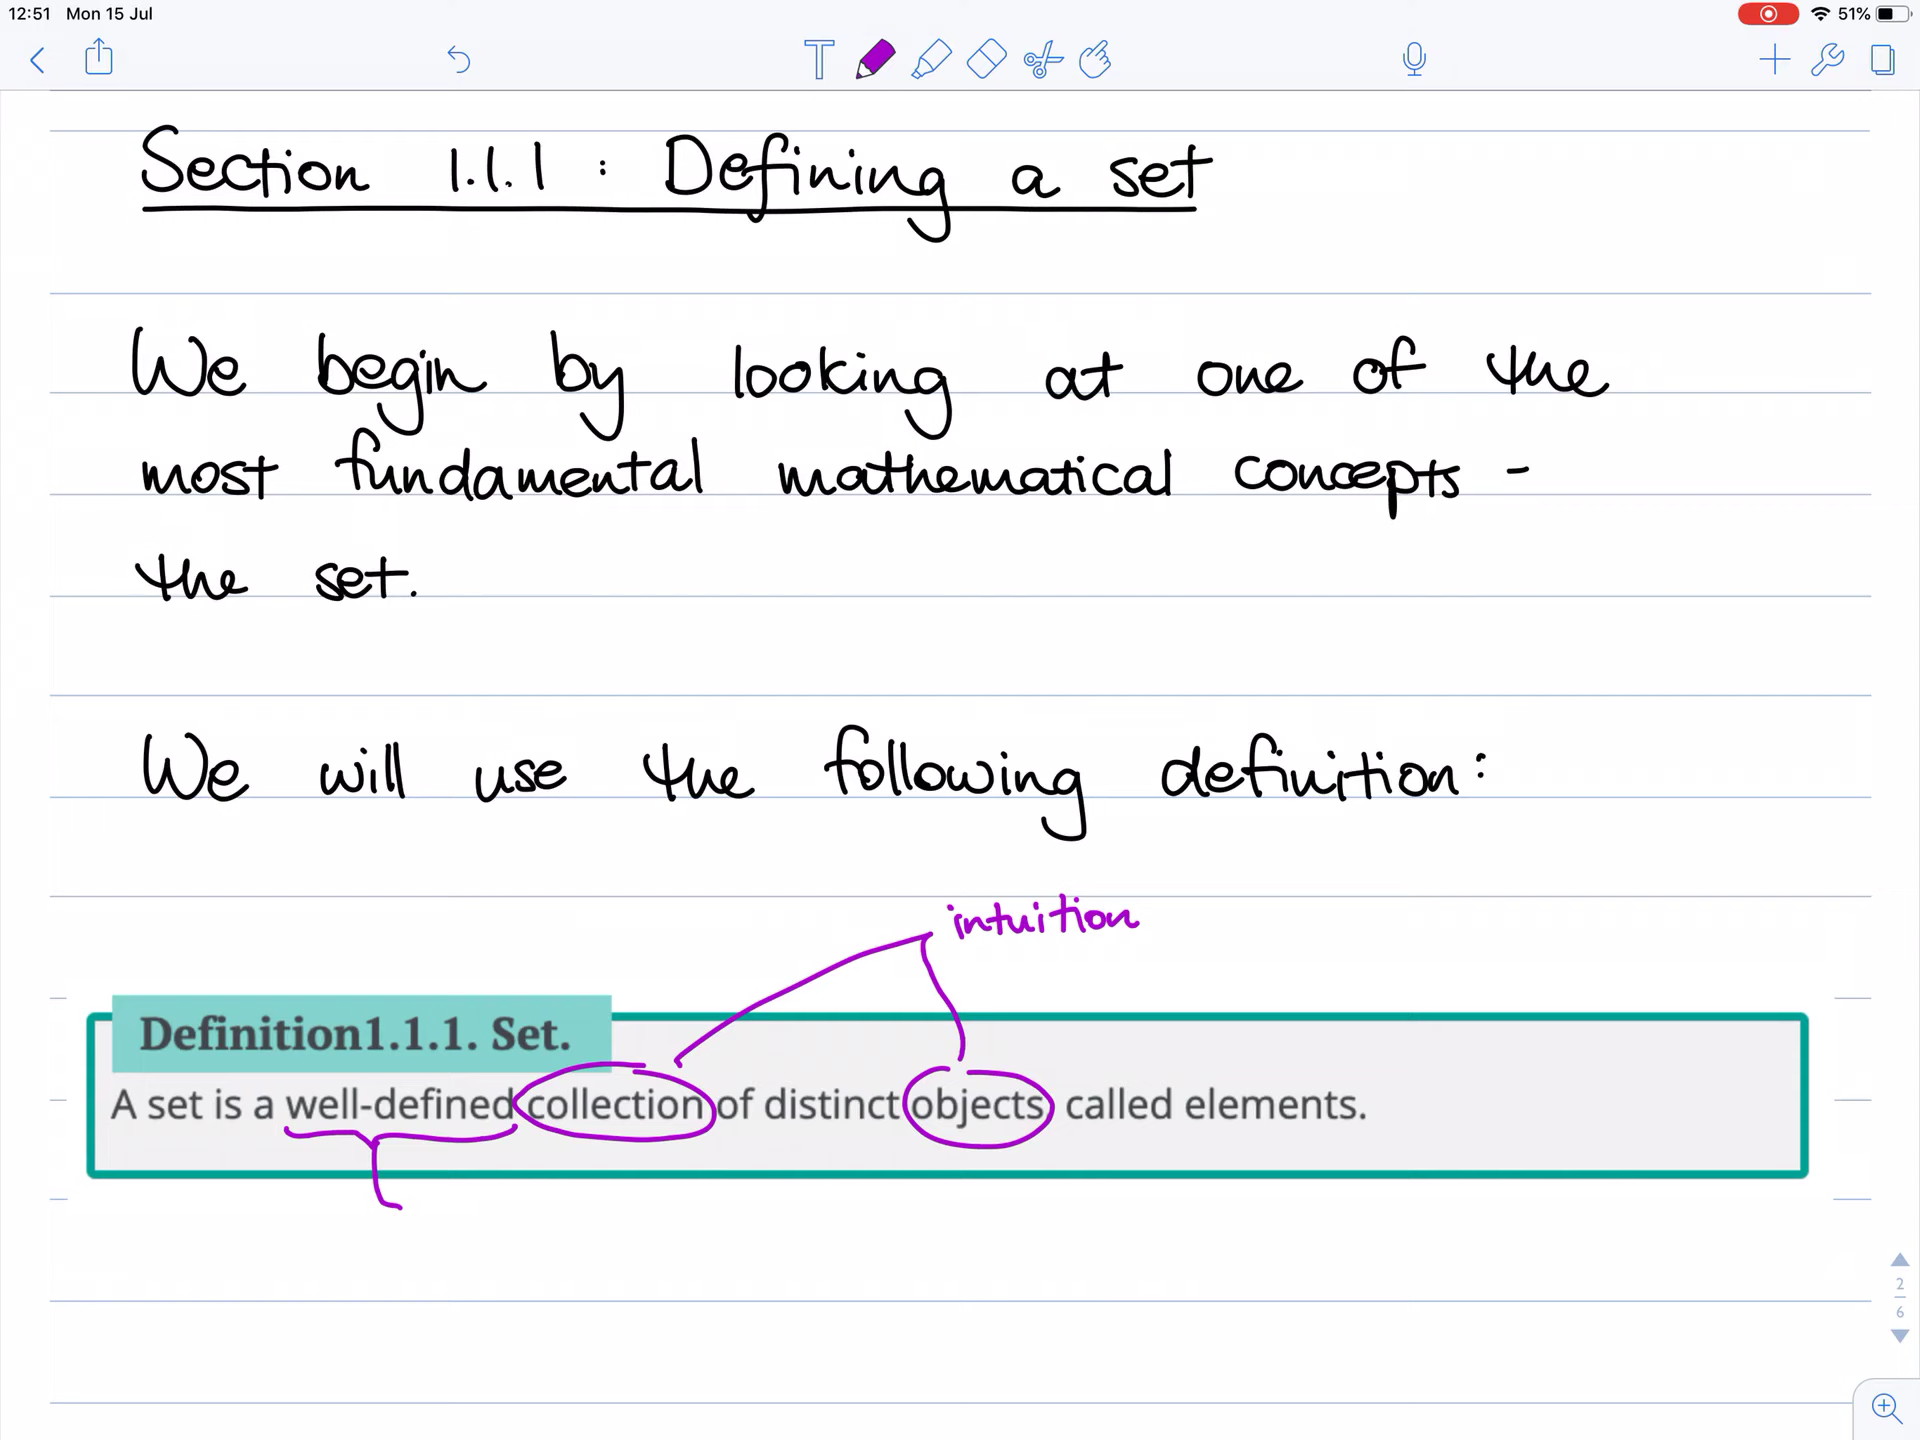 12:51 Mon 15 Jul
51%
T
Section 1.1.1 : Defining a set
We begin by looking at one of the
most fundamental mathematical concepts -
the set.
We will use the following definition:
intuition
Definition1.1.1. Set.
A set is a well-defined collection of distinct objects, called elements.
2
6